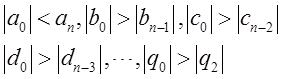 |a₀| < aₙ, |b₀| > |bₙ₋₁|, |c₀| > |cₙ₋₂|
|d₀| > |dₙ₋₃|, ⋯, |q₀| > |q₂|